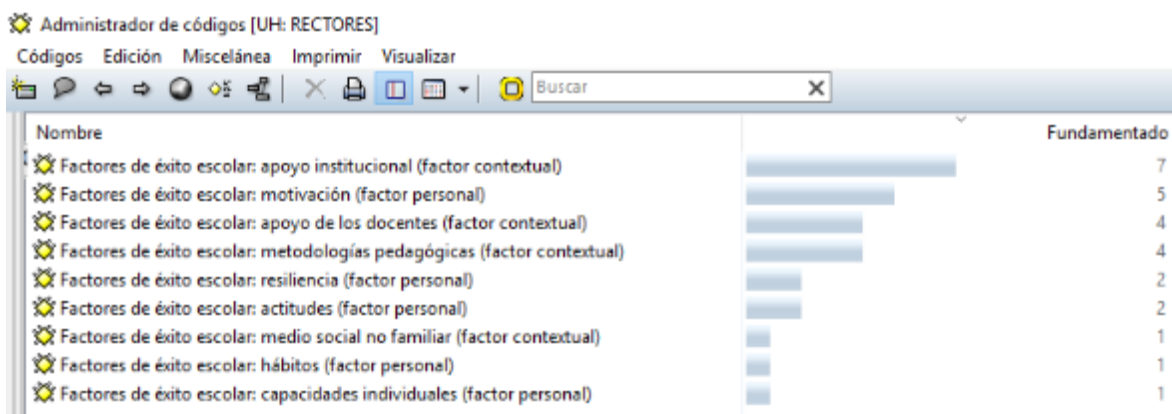 Administrador de códigos [UH: RECTORES]
Códigos Edición Miscelánea Imprimir Visualizar
Buscar
Nombre Fundamentado
Factores de éxito escolar: apoyo institucional (factor contextual) 7
Factores de éxito escolar: motivación (factor personal) 5
Factores de éxito escolar: apoyo de los docentes (factor contextual) 4
Factores de éxito escolar: metodologías pedagógicas (factor contextual) 4
Factores de éxito escolar: resiliencia (factor personal) 2
Factores de éxito escolar: actitudes (factor personal) 2
Factores de éxito escolar: medio social no familiar (factor contextual) 1
Factores de éxito escolar: hábitos (factor personal) 1
Factores de éxito escolar: capacidades individuales (factor personal) 1